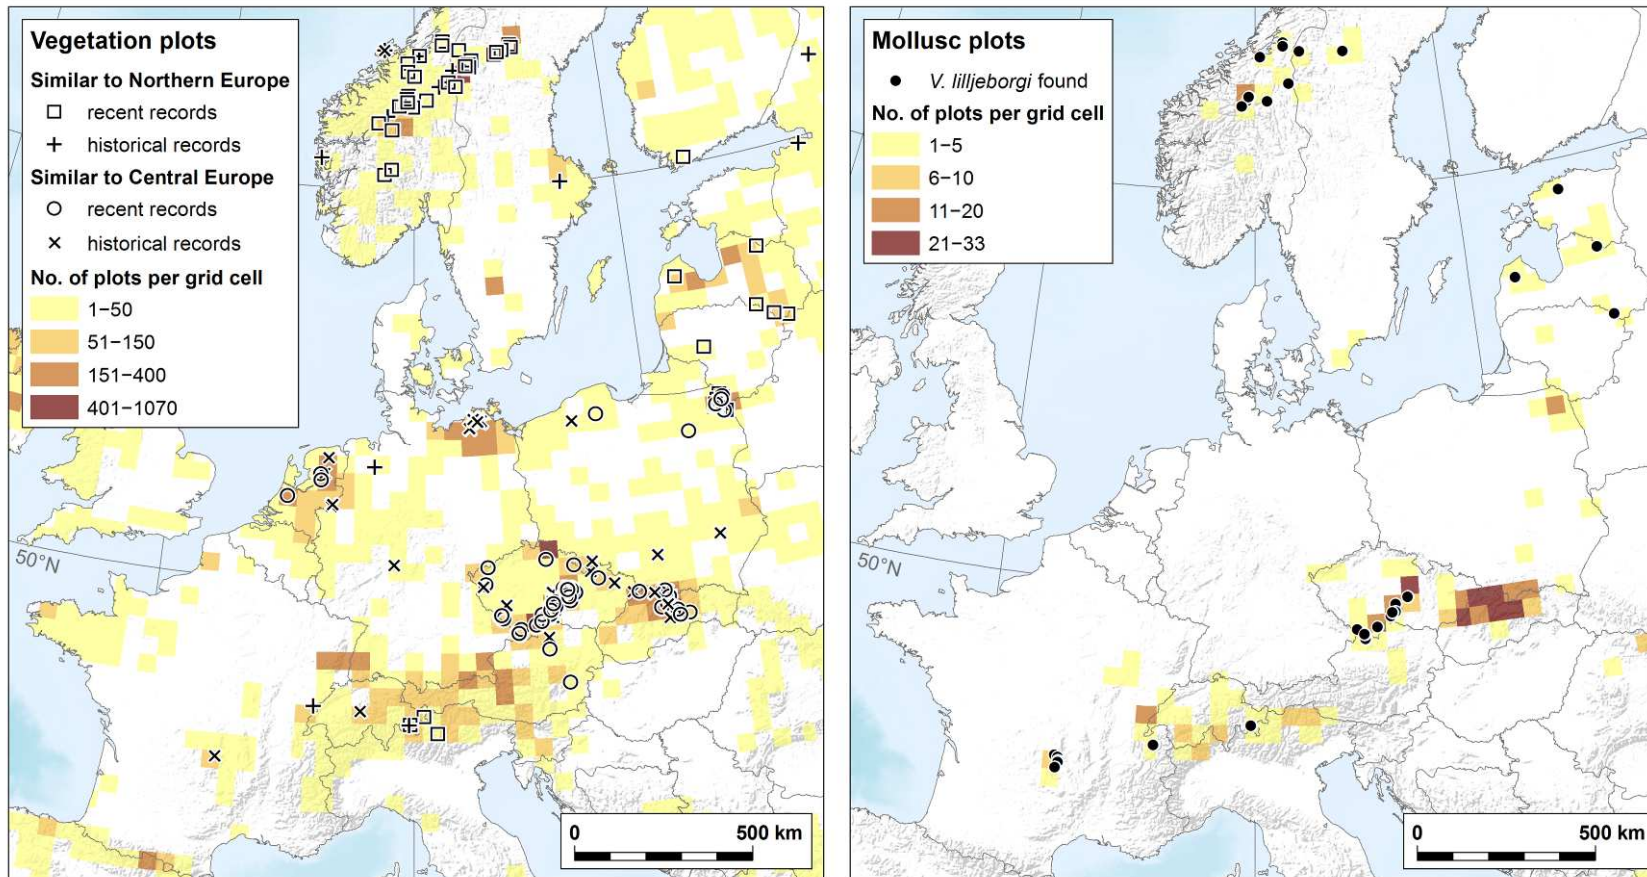 Vegetation plots
Similar to Northern Europe
recent records
historical records
Similar to Central Europe
recent records
historical records
No. of plots per grid cell
1–50
51–150
151–400
401–1070
50°N
0 500 km
Mollusc plots
V. lilljeborgi found
No. of plots per grid cell
1–5
6–10
11–20
21–33
50°N
0 500 km